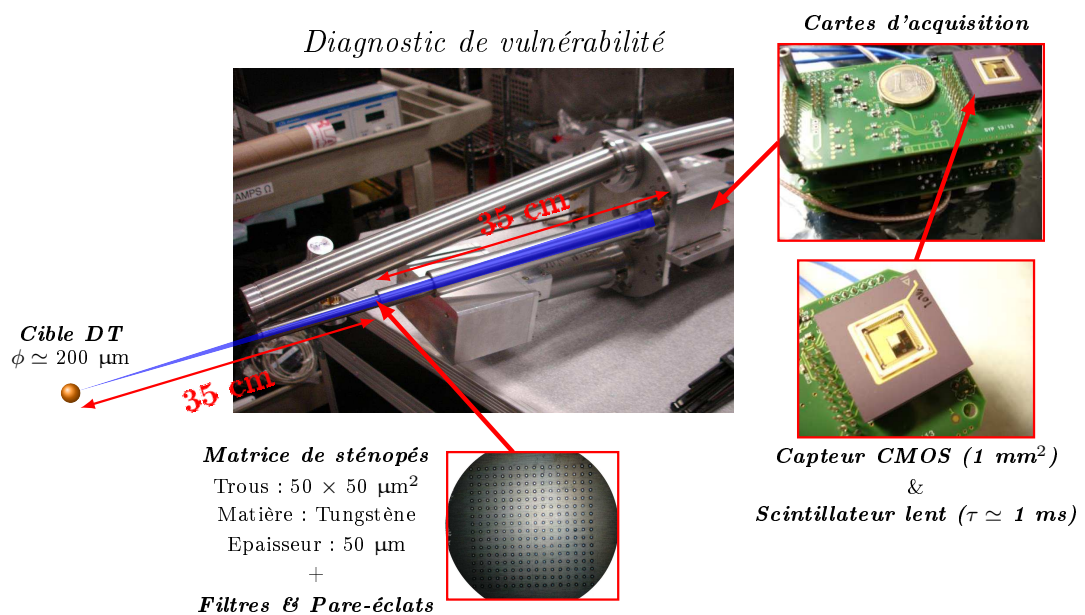 Diagnostic de vulnérabilité
Cartes d'acquisition
AMPS Ω
35 cm
Cible DT
ϕ ≃ 200 µm
35 cm
Matrice de sténopés
Trous : 50 × 50 µm²
Matière : Tungstène
Epaisseur : 50 µm
+
Filtres & Pare-éclats
Capteur CMOS (1 mm²)
&
Scintillateur lent (τ ≃ 1 ms)